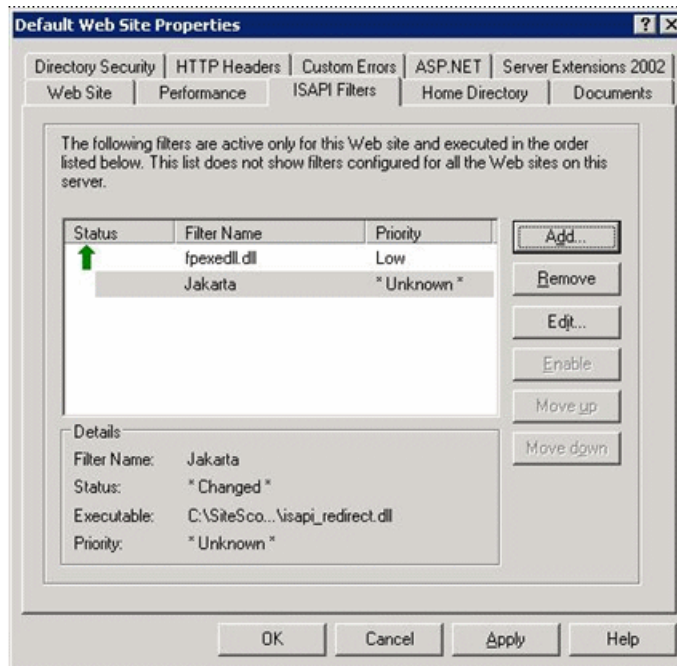 Default Web Site Properties
?
Directory Security | HTTP Headers | Custom Errors | ASP.NET | Server Extensions 2002
Web Site | Performance | ISAPI Filters | Home Directory | Documents
The following filters are active only for this Web site and executed in the order
listed below. This list does not show filters configured for all the Web sites on this
server.
Status Filter Name Priority
fpexedll.dll Low
Jakarta * Unknown *
Add...
Remove
Edit...
Enable
Move up
Move down
Details
Filter Name: Jakarta
Status: * Changed *
Executable: C:\SiteSco...\isapi_redirect.dll
Priority: * Unknown *
OK Cancel Apply Help